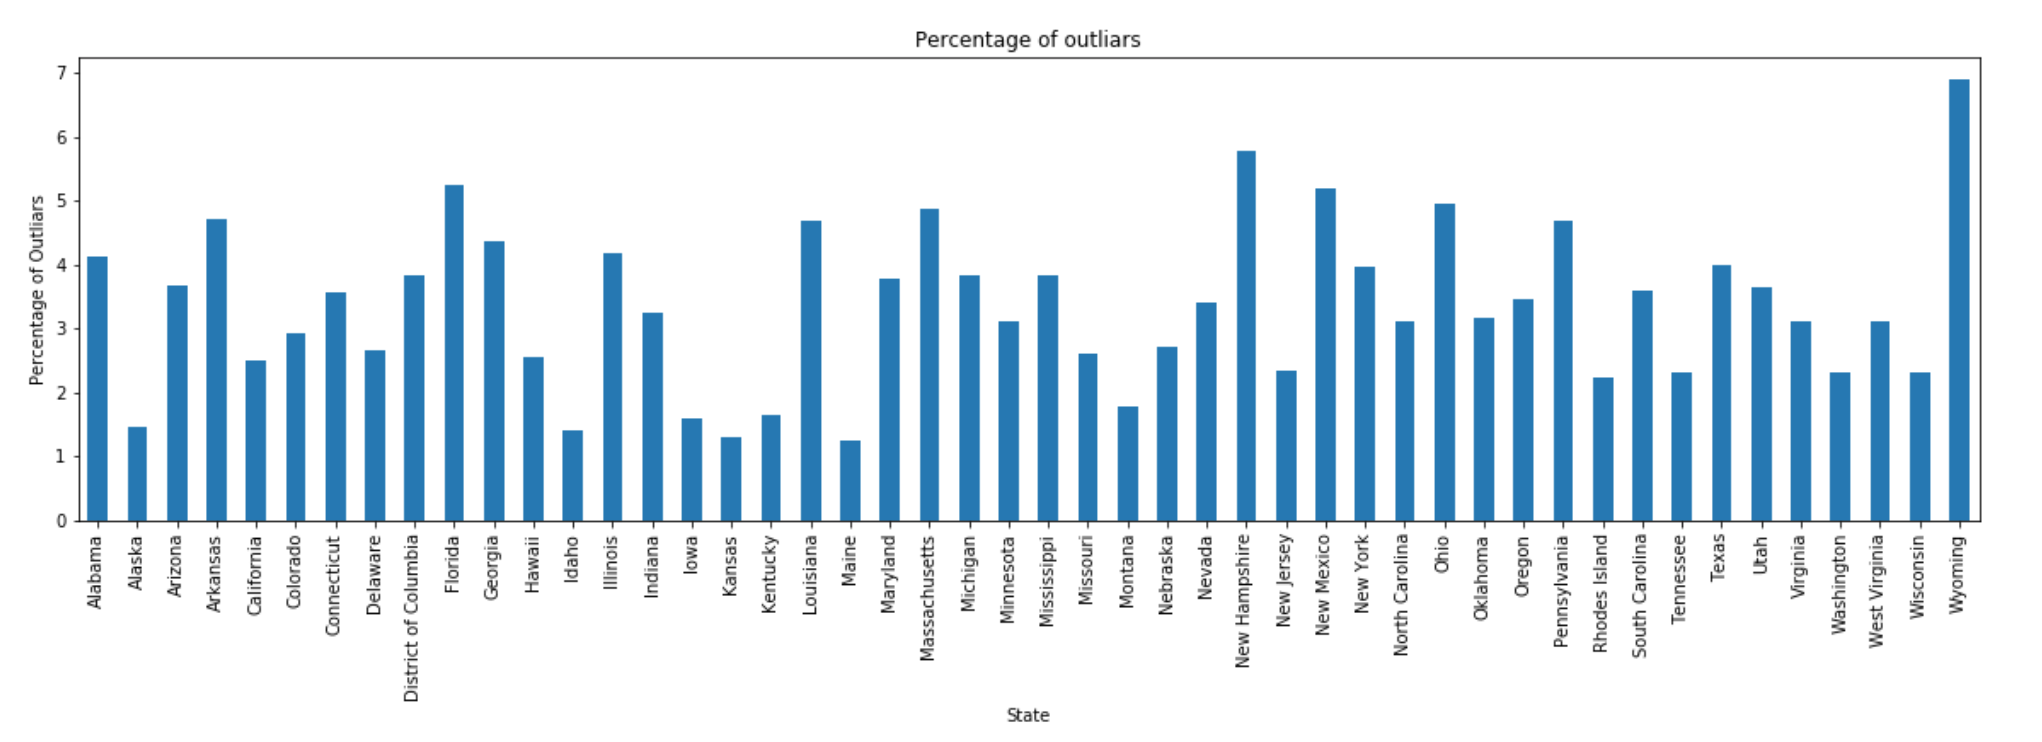 Percentage of outliars
Percentage of Outliars
7
6
5
4
3
2
1
0
Alabama
Alaska
Arizona
Arkansas
California
Colorado
Connecticut
Delaware
District of Columbia
Florida
Georgia
Hawaii
Idaho
Illinois
Indiana
Iowa
Kansas
Kentucky
Louisiana
Maine
Maryland
Massachusetts
Michigan
Minnesota
Mississippi
Missouri
Montana
Nebraska
Nevada
New Hampshire
New Jersey
New Mexico
New York
North Carolina
Ohio
Oklahoma
Oregon
Pennsylvania
Rhodes Island
South Carolina
Tennessee
Texas
Utah
Virginia
Washington
West Virginia
Wisconsin
Wyoming
State